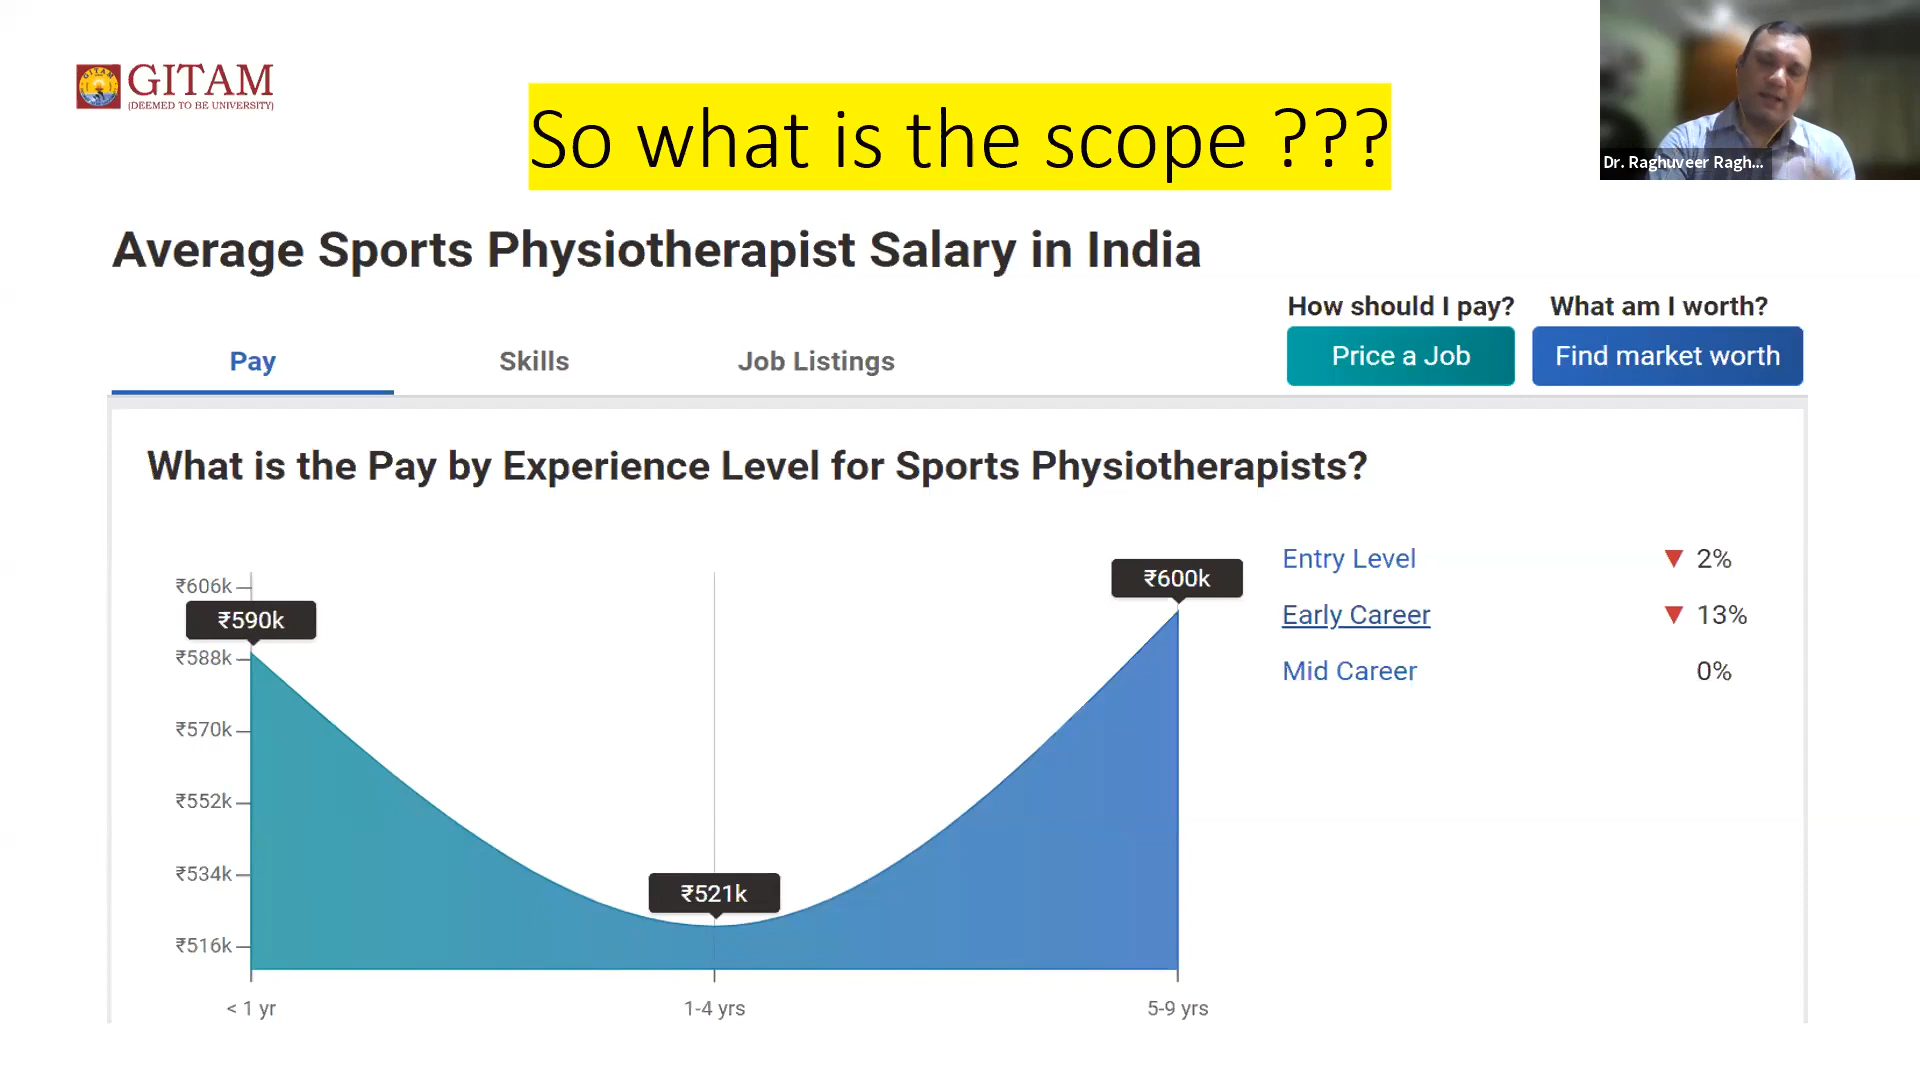 GITAM
(DEEMED TO BE UNIVERSITY)
So what is the scope ???
Dr. Raghuveer Ragh...
Average Sports Physiotherapist Salary in India
How should I pay?
What am I worth?
Pay
Skills
Job Listings
Price a Job
Find market worth
What is the Pay by Experience Level for Sports Physiotherapists?
₹606k
₹590k
₹588k
₹570k
₹552k
₹534k
₹516k
₹521k
₹600k
< 1 yr
1-4 yrs
5-9 yrs
Entry Level
▼ 2%
Early Career
▼ 13%
Mid Career
0%